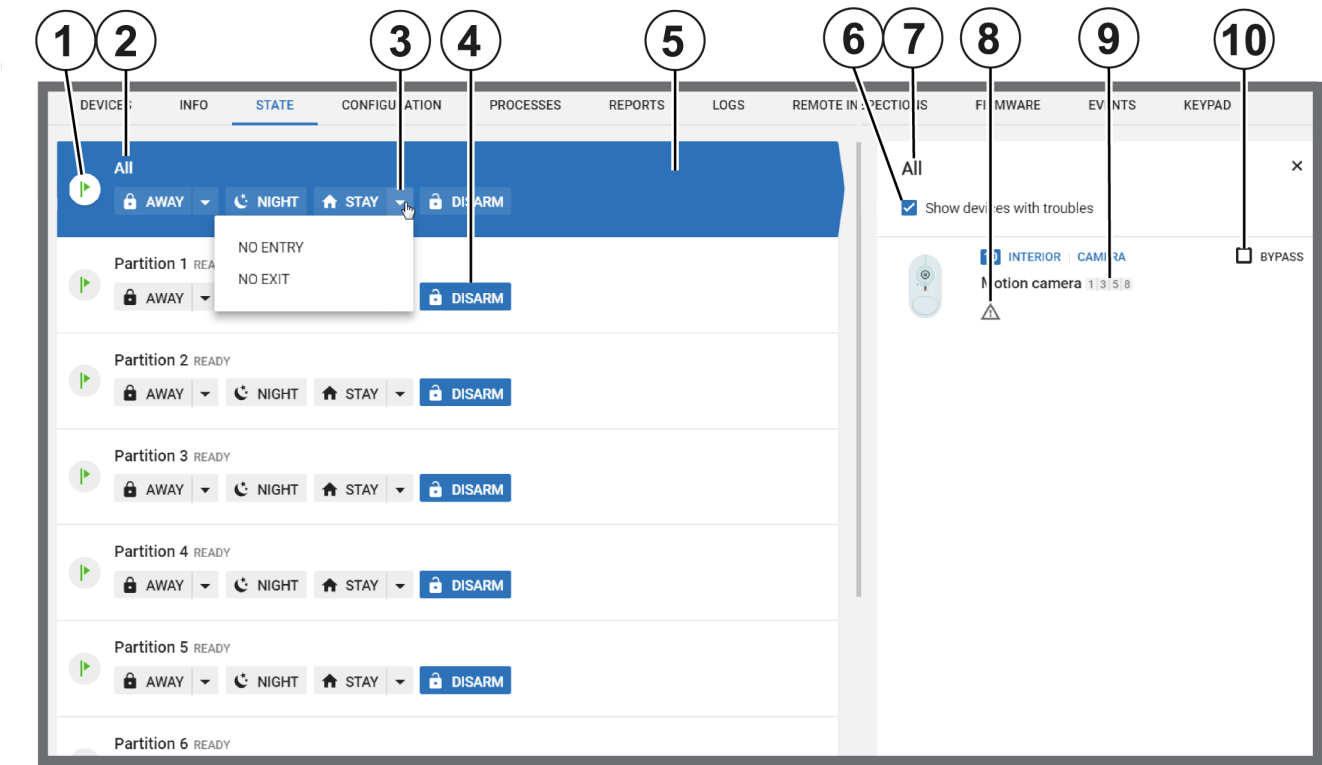 1 2 3 4 5 6 7 8 9 10
DEVICES INFO STATE CONFIGURATION PROCESSES REPORTS LOGS REMOTE INSPECTIONS FIRMWARE EVENTS KEYPAD
All
AWAY NIGHT STAY DISARM
NO ENTRY
NO EXIT
Partition 1 REA
AWAY DISARM
Partition 2 READY
AWAY NIGHT STAY DISARM
Partition 3 READY
AWAY NIGHT STAY DISARM
Partition 4 READY
AWAY NIGHT STAY DISARM
Partition 5 READY
AWAY NIGHT STAY DISARM
Partition 6 READY
All
Show devices with troubles
INTERIOR | CAMERA
BYPASS
Motion camera 1 3 5 8